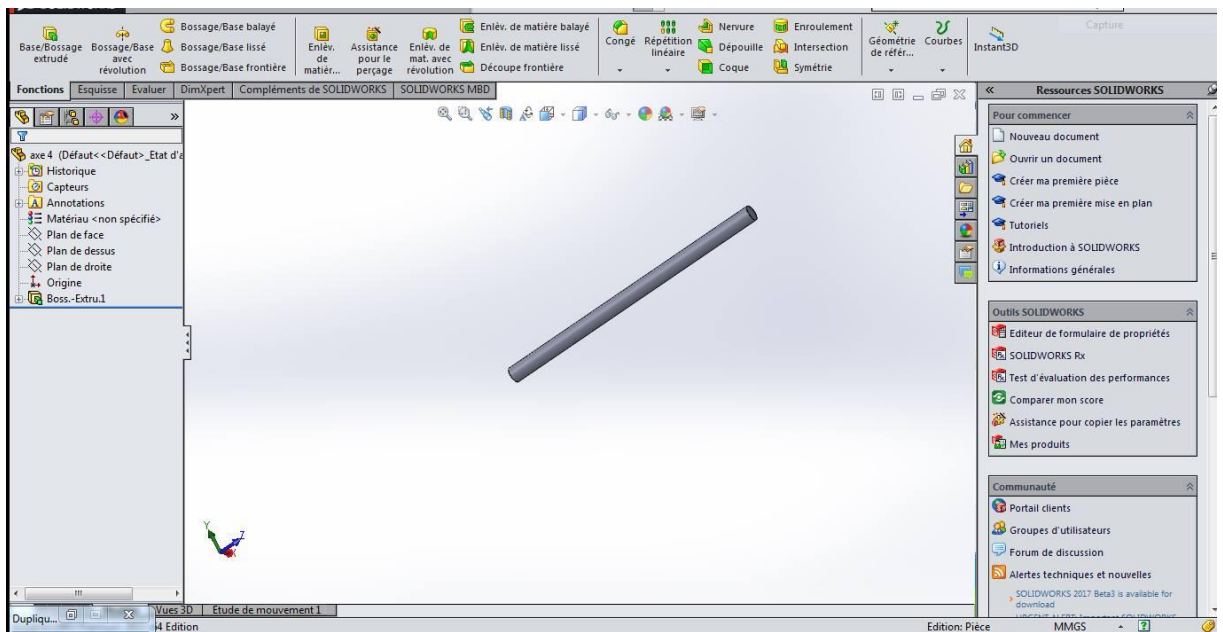 Bossage/Base balayé
Enlèv. de matière balayé
Nervure
Enroulement
Capture
Base/Bossage extrudé
Bossage/Base avec révolution
Bossage/Base lissé
Enlèv. de matièr...
Assistance pour le perçage
Enlèv. de mat. avec révolution
Enlèv. de matière lissé
Congé
Répétition linéaire
Dépouille
Intersection
Géométrie de référ...
Courbes
Instant3D
Bossage/Base frontière
Découpe frontière
Coque
Symétrie
Fonctions Esquisse Evaluer DimXpert Compléments de SOLIDWORKS SOLIDWORKS MBD
axe 4 (Défaut<<Défaut>_Etat d'a
Historique
Capteurs
Annotations
Matériau <non spécifié>
Plan de face
Plan de dessus
Plan de droite
Origine
Boss.-Extru.1
Y
Z
X
Ressources SOLIDWORKS
Pour commencer
Nouveau document
Ouvrir un document
Créer ma première pièce
Créer ma première mise en plan
Tutoriels
Introduction à SOLIDWORKS
Informations générales
Outils SOLIDWORKS
Editeur de formulaire de propriétés
SOLIDWORKS Rx
Test d'évaluation des performances
Comparer mon score
Assistance pour copier les paramètres
Mes produits
Communauté
Portail clients
Groupes d'utilisateurs
Forum de discussion
Alertes techniques et nouvelles
SOLIDWORKS 2017 Beta3 is available for
download
Vues 3D Etude de mouvement 1
Dupliqu...
4 Edition
Edition: Pièce
MMGS